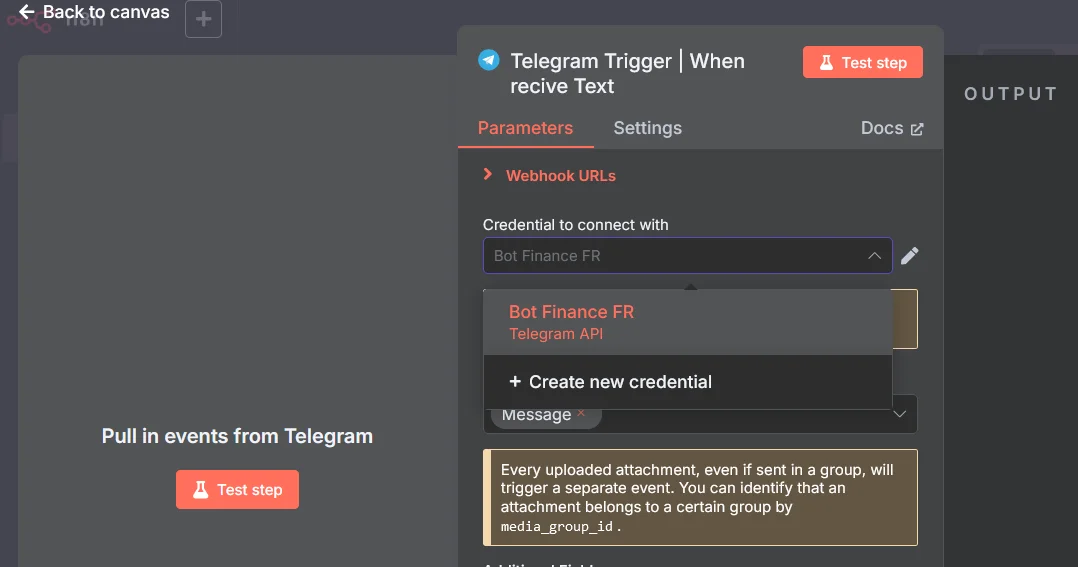 Back to canvas
n8n
+
Telegram Trigger | When
recive Text
Test step
OUTPUT
Parameters
Settings
Docs
Webhook URLs
Credential to connect with
Bot Finance FR
Bot Finance FR
Telegram API
+ Create new credential
Message ×
Pull in events from Telegram
Test step
Every uploaded attachment, even if sent in a group, will
trigger a separate event. You can identify that an
attachment belongs to a certain group by
media_group_id .
Additional Fields